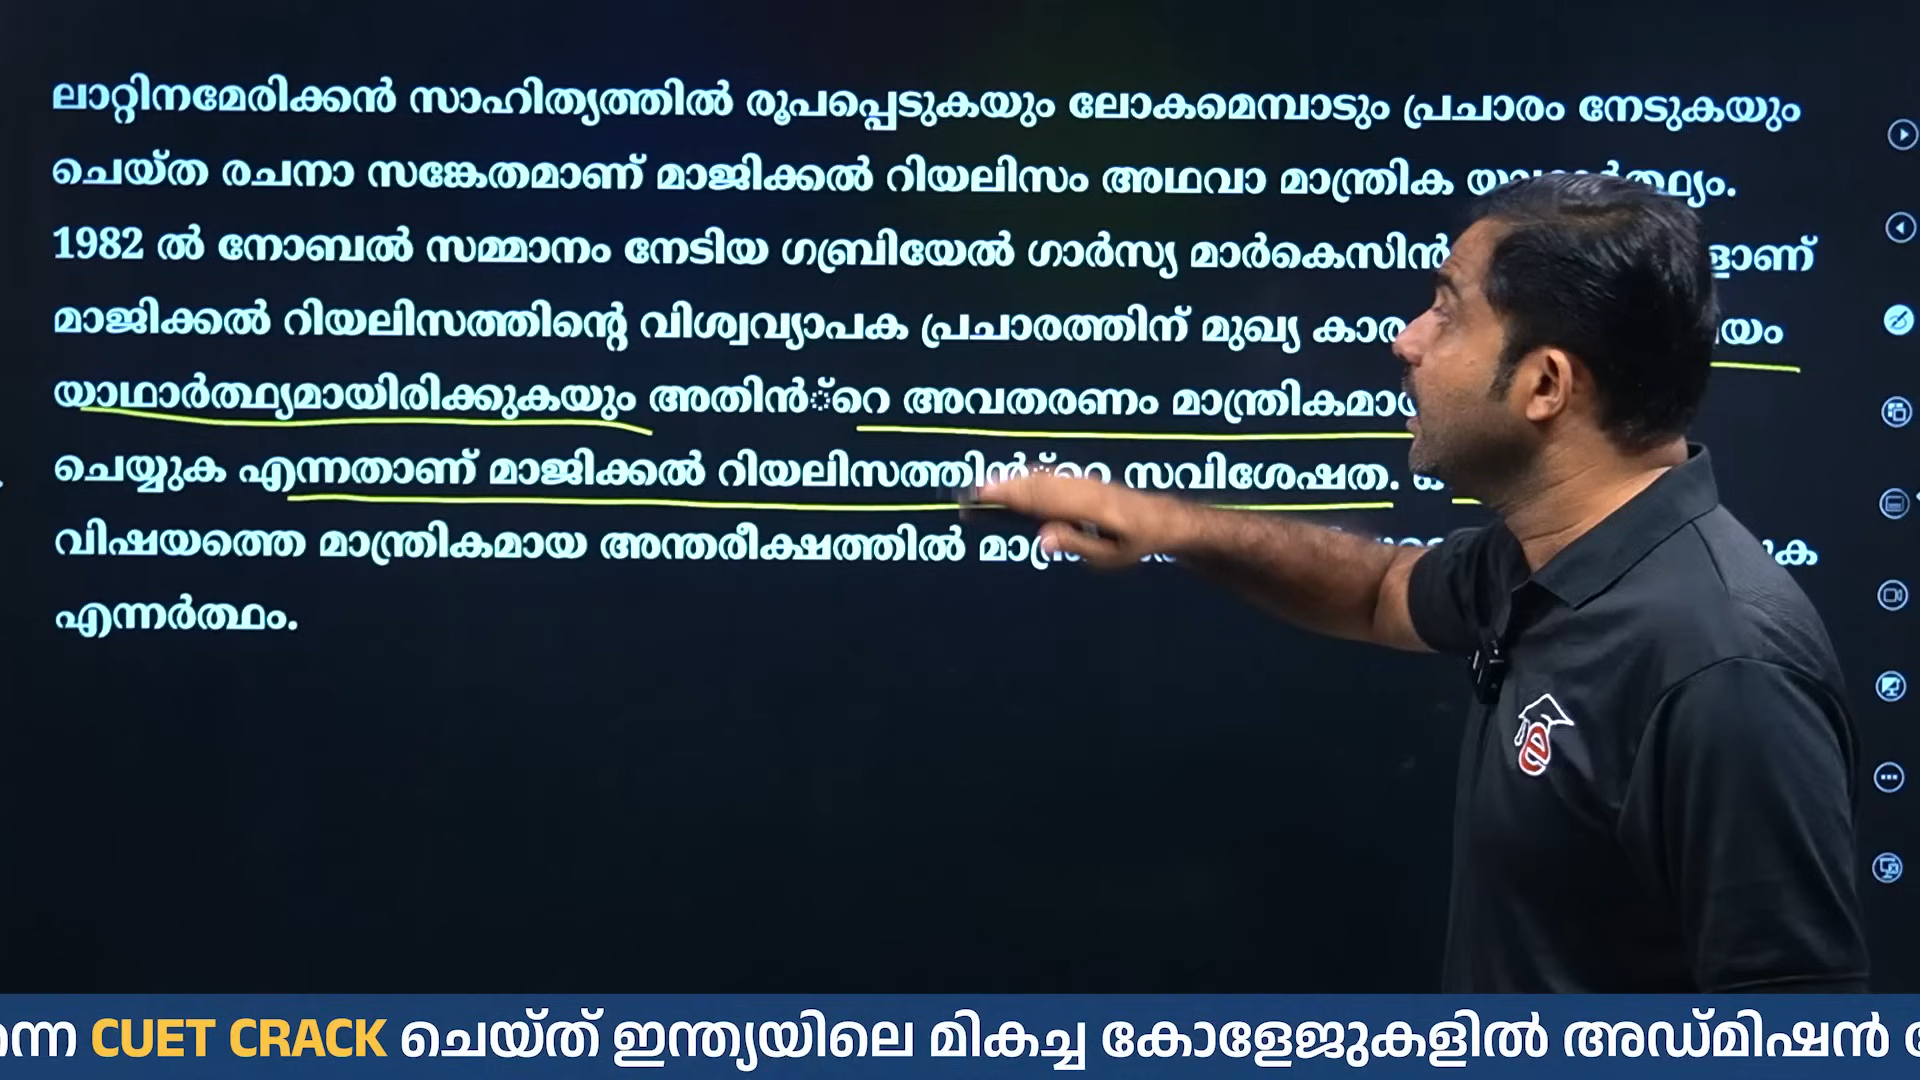 ലാറ്റിനമേരിക്കൻ സാഹിത്യത്തിൽ രൂപപ്പെടുകയും ലോകമെമ്പാടും പ്രചാരം നേടുകയും
ചെയ്ത രചനാ സങ്കേതമാണ് മാജിക്കൽ റിയലിസം അഥവാ മാന്ത്രിക
1982 ൽ നോബൽ സമ്മാനം നേടിയ ഗബ്രിയേൽ ഗാർസ്യ
മാജിക്കൽ റിയലിസത്തിന്റെ വിശ്വവ്യാപക പ്രചാരത്തിന് മുഖ്യ
യാഥാർത്ഥ്യമായിരിക്കുകയും അതിൻ്റെ അവതരണം
ചെയ്യുക എന്നതാണ് മാജിക്കൽ റിയലിസത്തിൻ്റെ സവിശേഷത.
വിഷയത്തെ മാന്ത്രികമായ അന്തരീക്ഷത്തിൽ
എന്നർത്ഥം.
e
CUET CRACK ചെയ്ത് ഇന്ത്യയിലെ മികച്ച കോളേജുകളിൽ അഡ്മിഷൻ